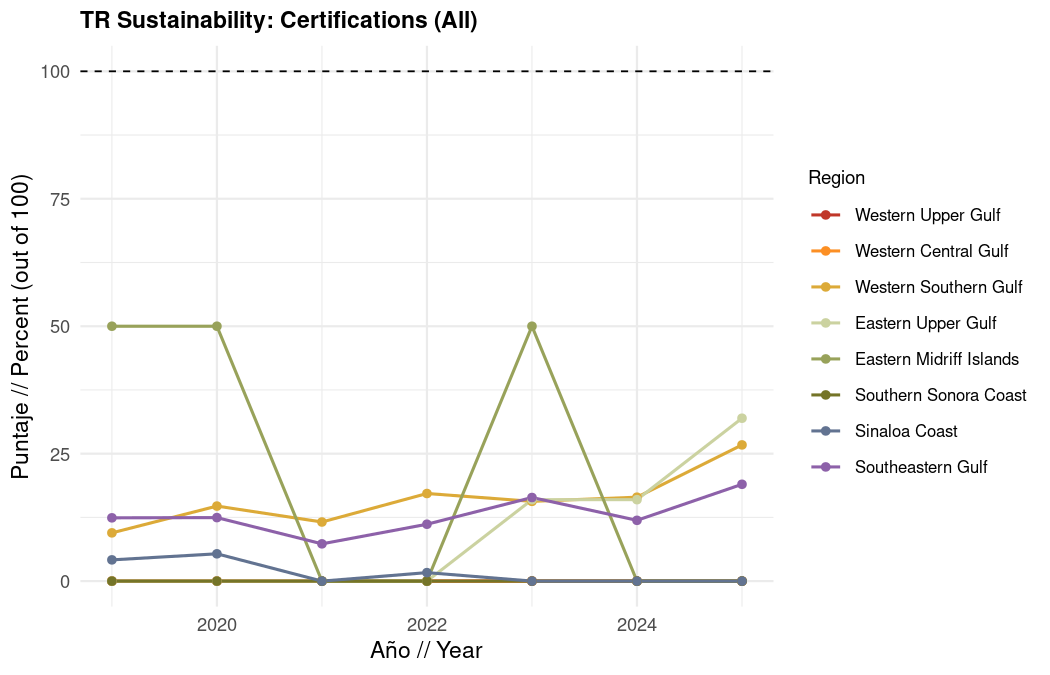 TR Sustainability: Certifications (All)
Puntaje // Percent (out of 100)
100
75
50
25
0
2020
2022
2024
Año // Year
Region
Western Upper Gulf
Western Central Gulf
Western Southern Gulf
Eastern Upper Gulf
Eastern Midriff Islands
Southern Sonora Coast
Sinaloa Coast
Southeastern Gulf